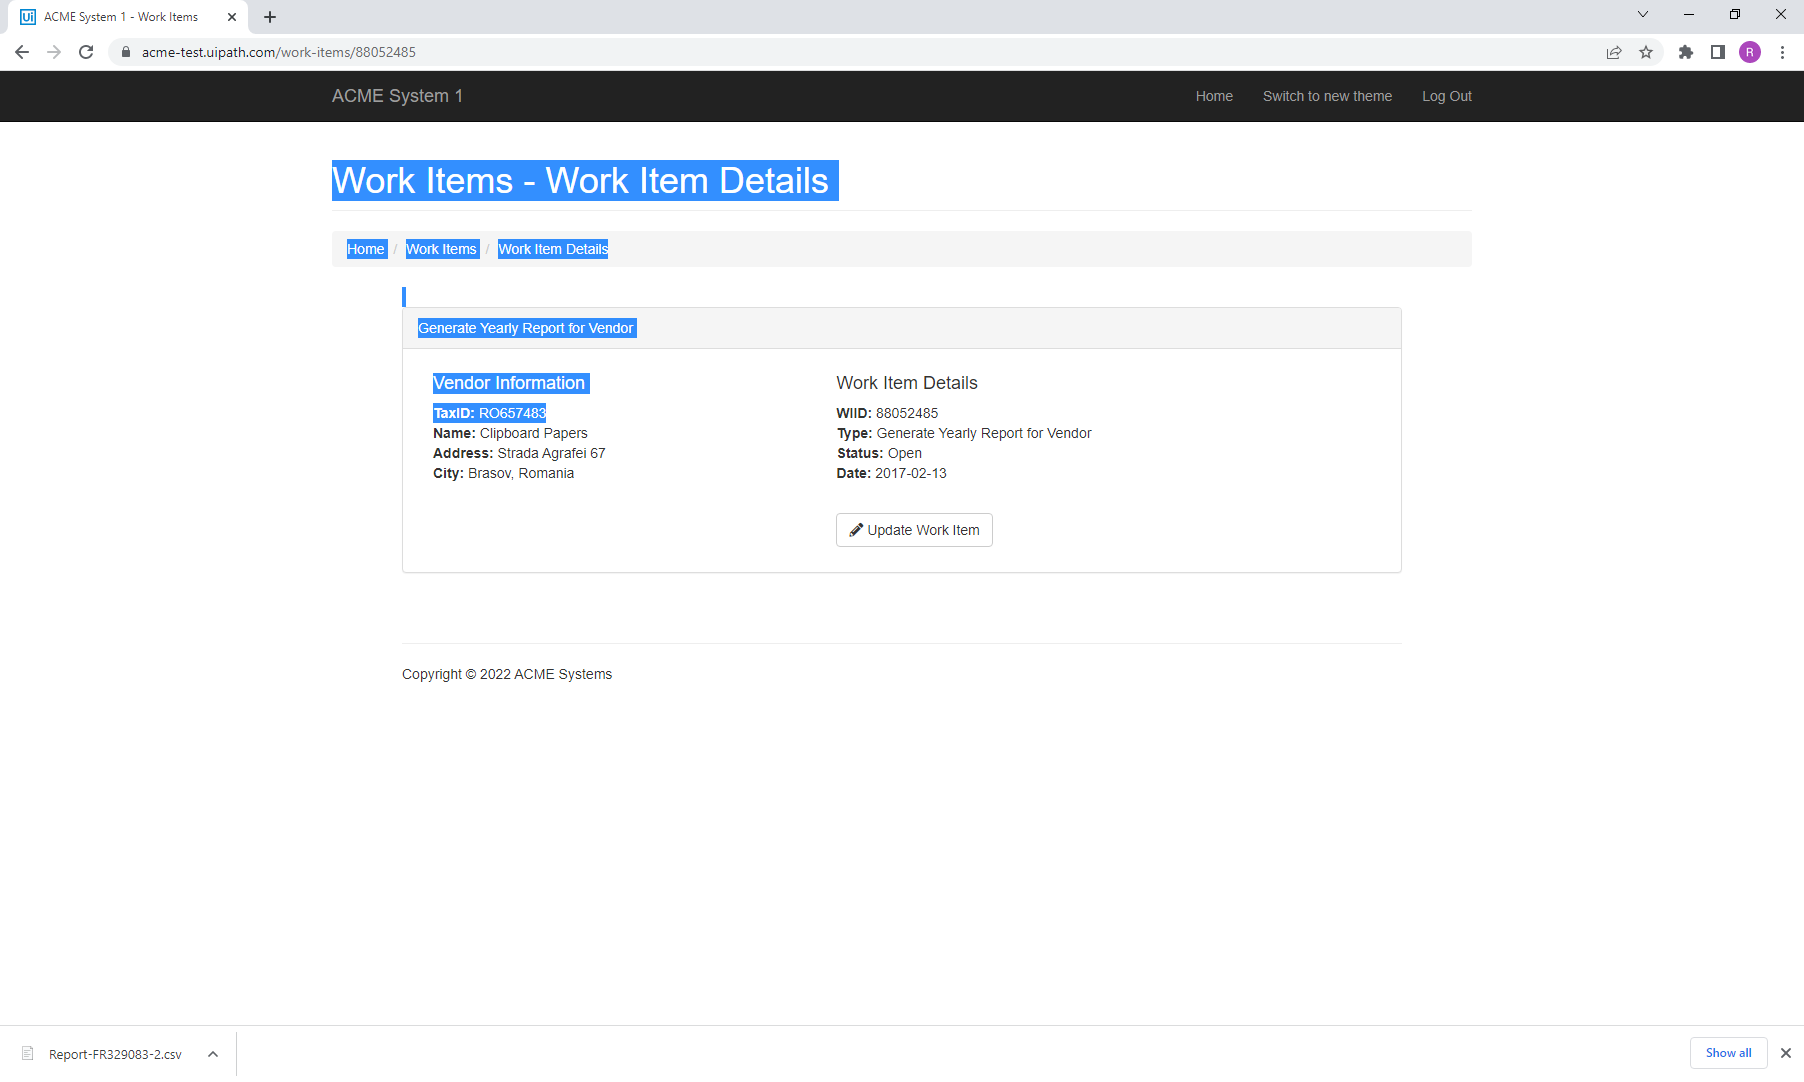 ACME System 1 - Work Items
acme-test.uipath.com/work-items/88052485
R
ACME System 1
Home
Switch to new theme
Log Out
Work Items - Work Item Details
Home / Work Items / Work Item Details
Generate Yearly Report for Vendor
Vendor Information
TaxID: RO657483
Name: Clipboard Papers
Address: Strada Agrafei 67
City: Brasov, Romania
Work Item Details
WIID: 88052485
Type: Generate Yearly Report for Vendor
Status: Open
Date: 2017-02-13
Update Work Item
Copyright © 2022 ACME Systems
Report-FR329083-2.csv
Show all